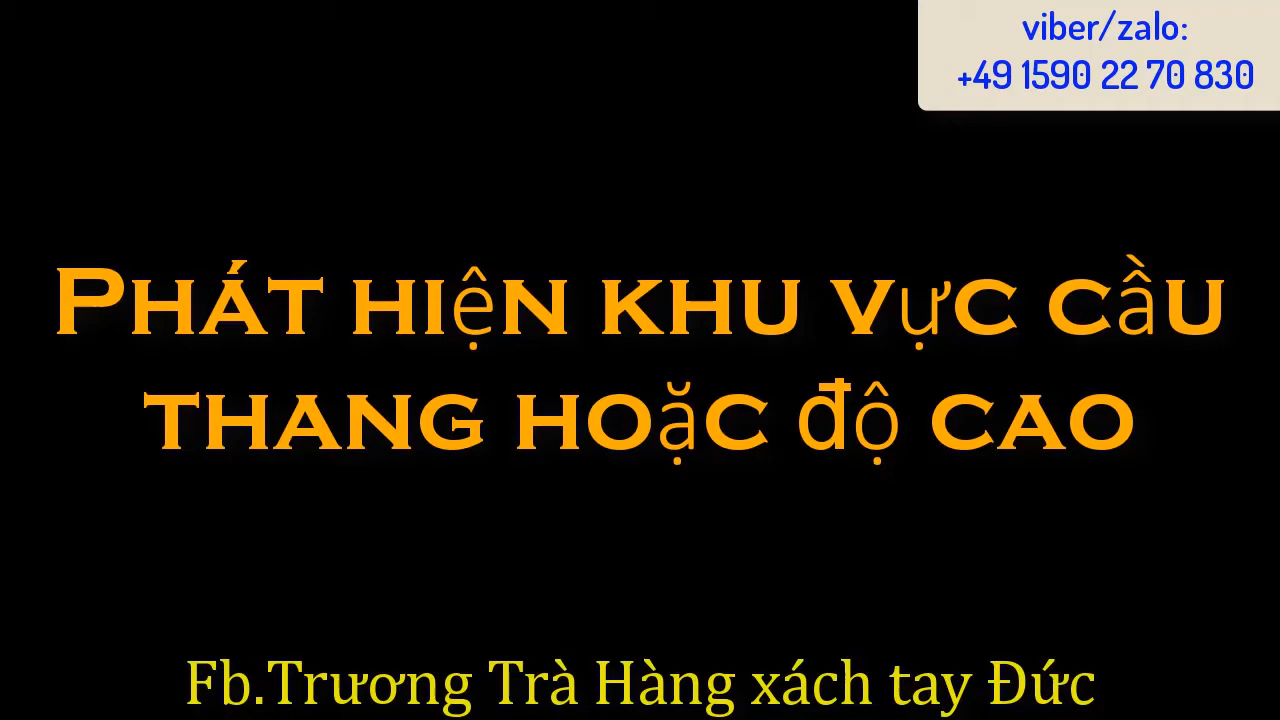 viber/zalo:
+49 1590 22 70 830
Phát hiện khu vực cầu
thang hoặc độ cao
Fb.Trương Trà Hàng xách tay Đức